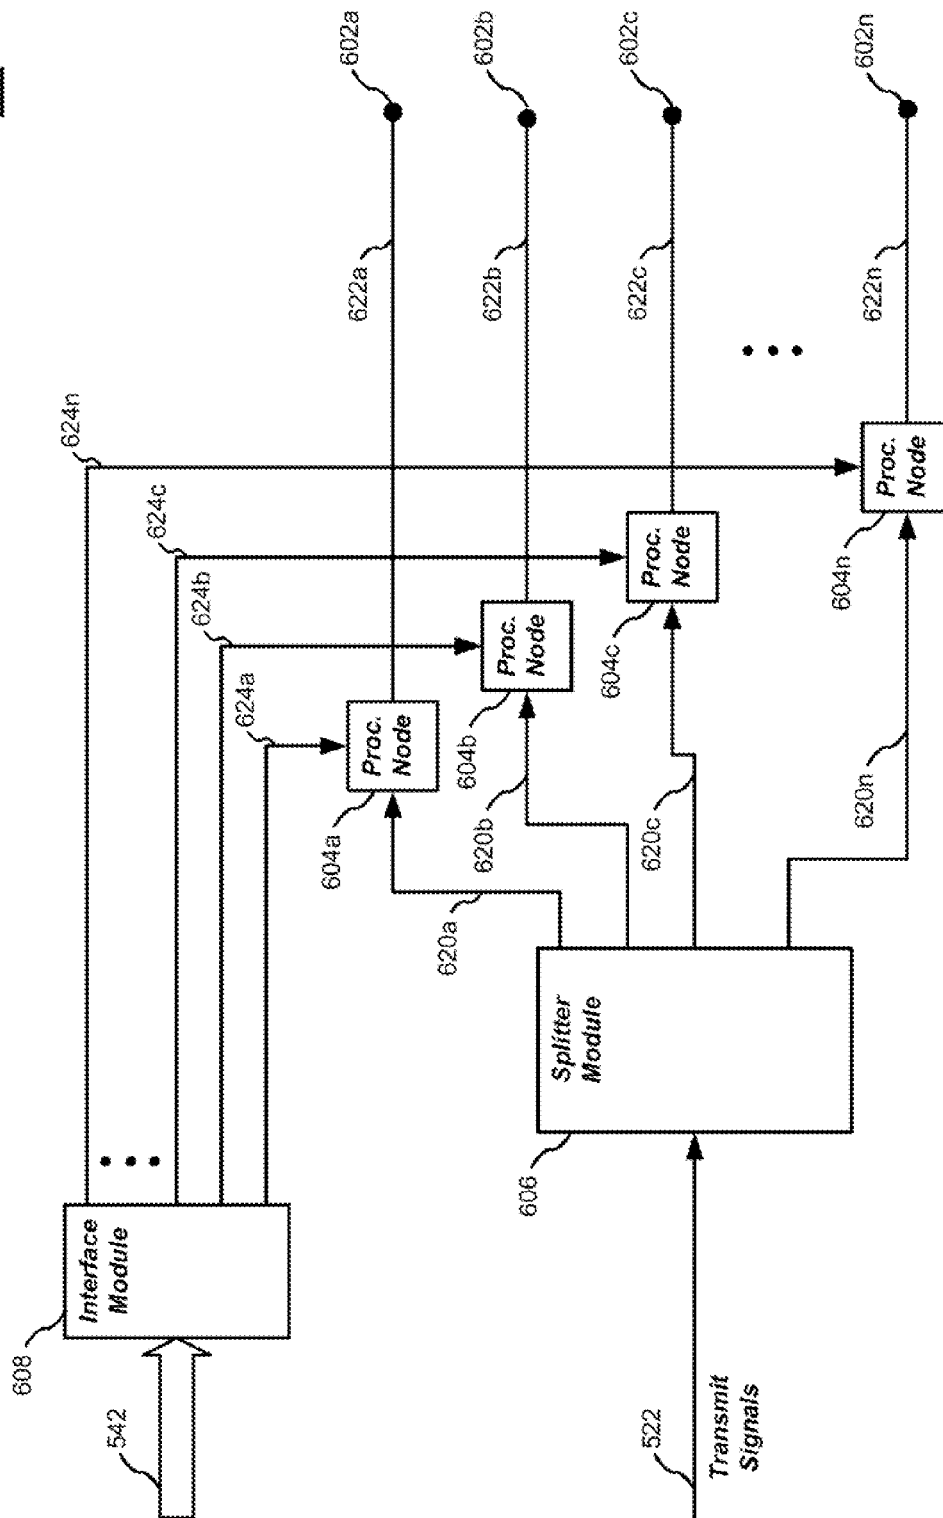 608
Interface
Module
542
624n
624c
624b
624a
Proc.
Node
604a
622a
602a
Proc.
Node
604b
622b
602b
Proc.
Node
604c
622c
602c
Proc.
Node
604n
622n
602n
620a
620b
620c
620n
Splitter
Module
606
522
Transmit
Signals